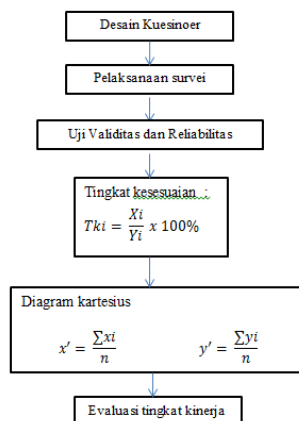 Desain Kuesinoer
Pelaksanaan survei
Uji Validitas dan Reliabilitas
Tingkat kesesuaian :
Tki = Xi/Yi x 100%
Diagram kartesius
x' = ∑xi/n y' = ∑yi/n
Evaluasi tingkat kinerja